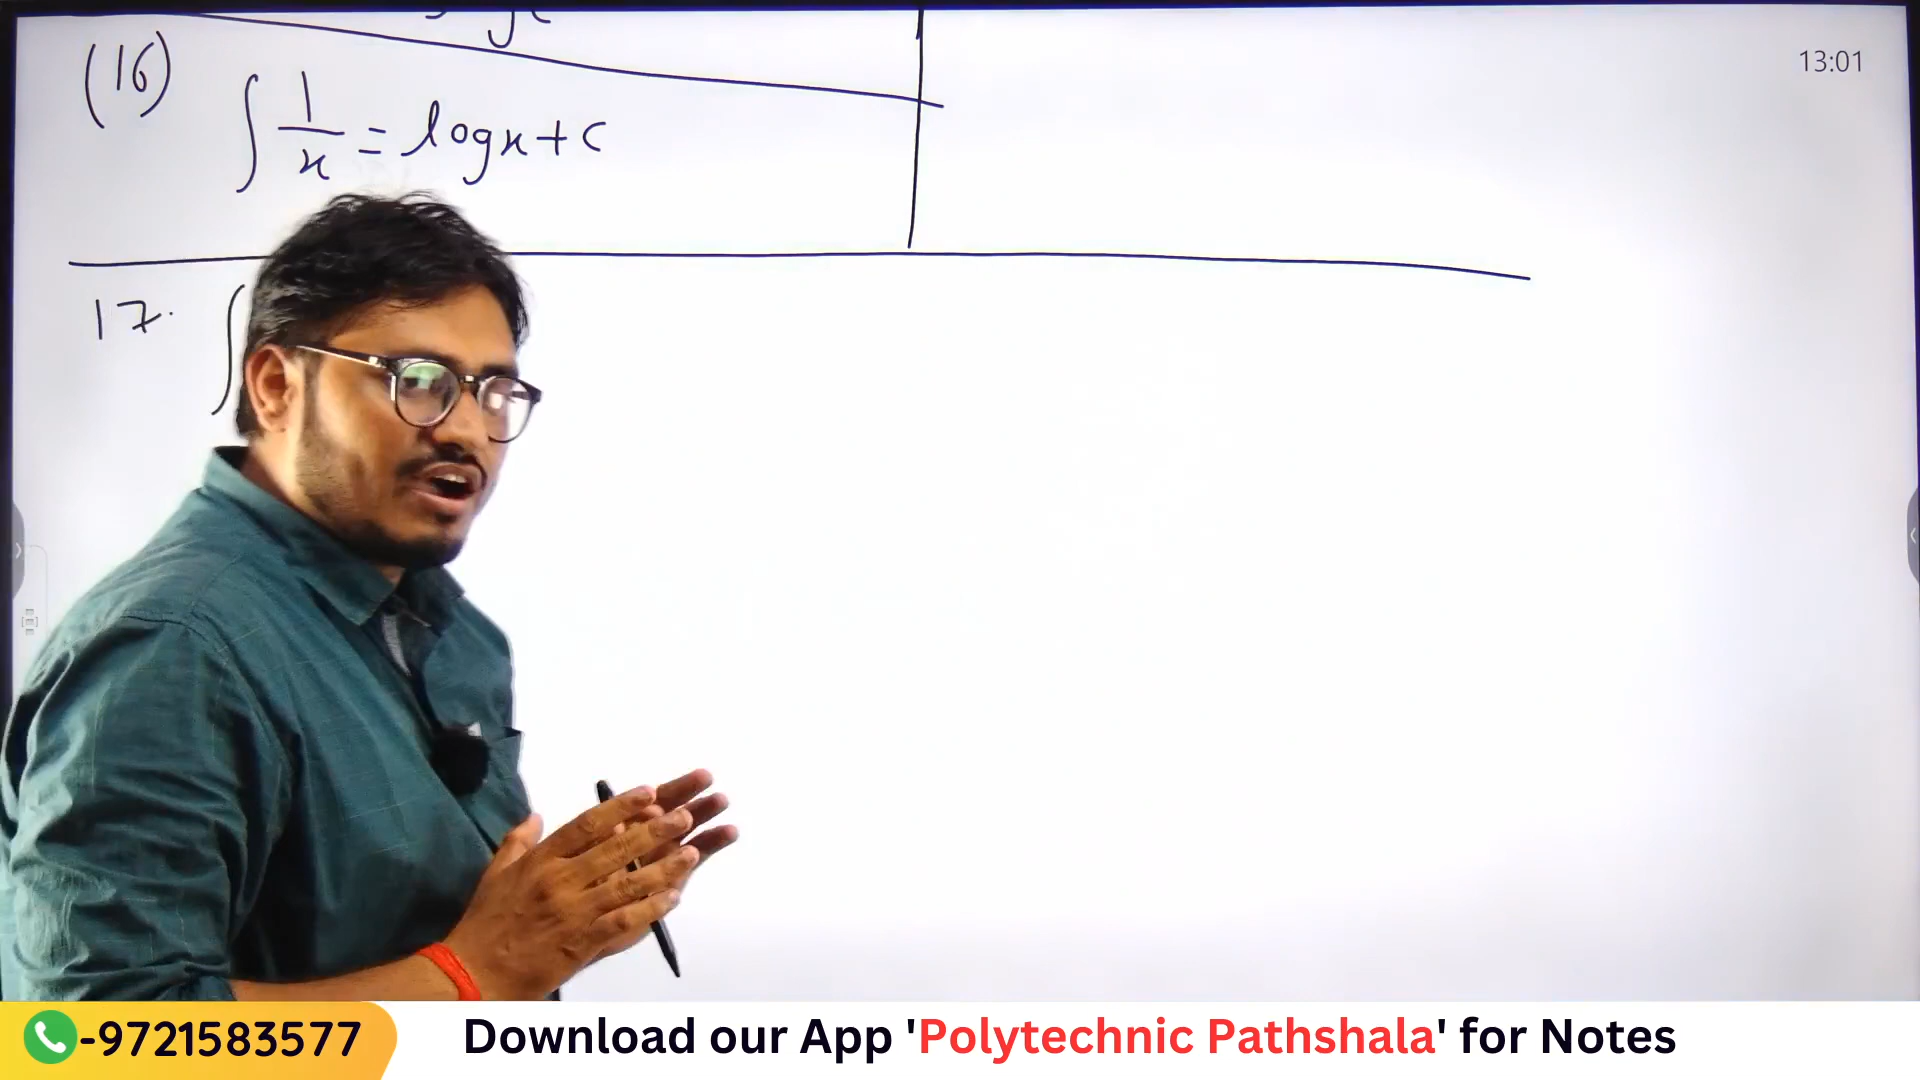 13:01
(16)
∫ 1/x = log x + c
17. ∫
-9721583577
Download our App 'Polytechnic Pathshala' for Notes